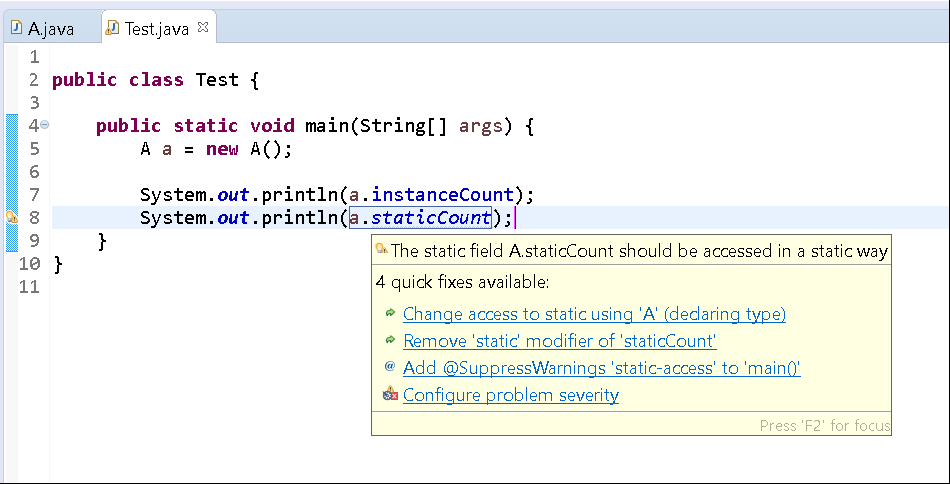 A.java Test.java
1
2 public class Test {
3
4 public static void main(String[] args) {
5 A a = new A();
6
7 System.out.println(a.instanceCount);
8 System.out.println(a.staticCount);
9 }
10 }
11
The static field A.staticCount should be accessed in a static way
4 quick fixes available:
Change access to static using 'A' (declaring type)
Remove 'static' modifier of 'staticCount'
@ Add @SuppressWarnings 'static-access' to 'main()'
Configure problem severity
Press 'F2' for focus